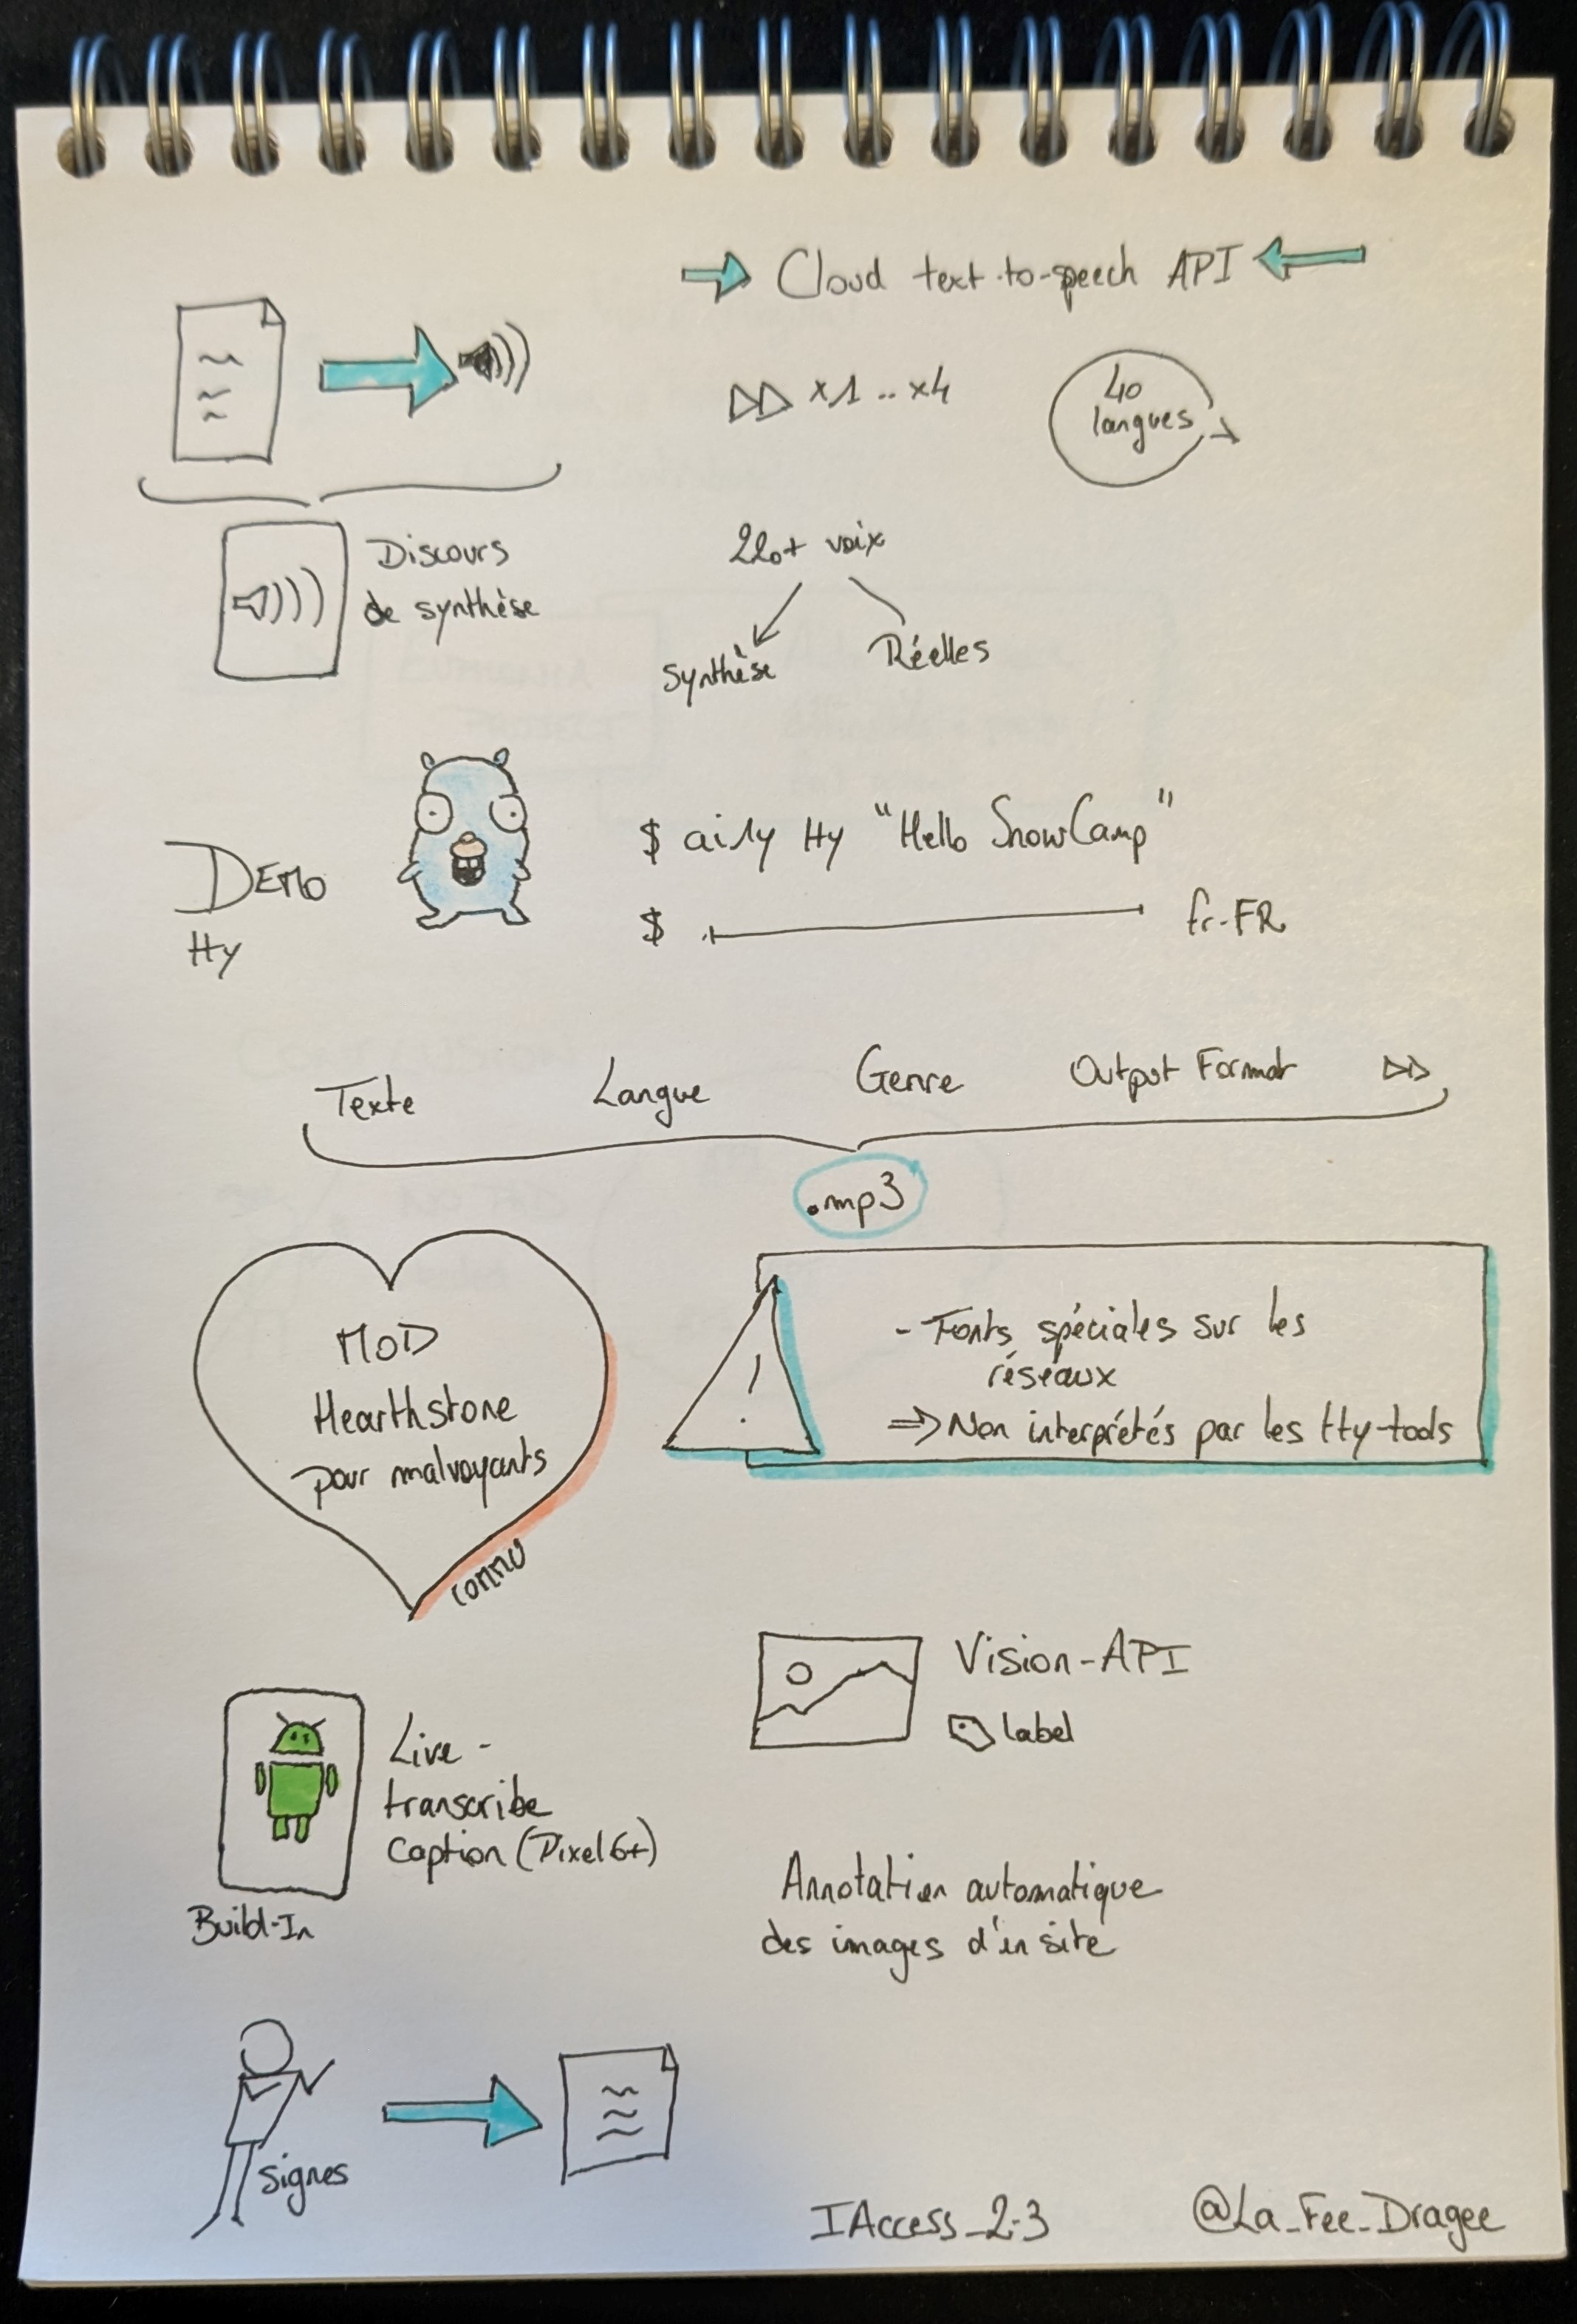 Cloud text-to-speech API
x1 .. x4
40
langues
Discours
de synthèse
220+ voix
Synthèse
Réelles
DEMO
tty
$ ai11y tty "Hello SnowCamp"
$ fr-FR
Texte Langue Genre Output Format
.mp3
MOD
Hearthstone
pour malvoyants
connu
- Fonts spéciales sur les
réseaux
=> Non interprétés par les tty-tools
Vision-API
label
Live -
transcribe
Caption (Pixel 6+)
Build-In
Annotation automatique
des images d'un site
signes
IAccess_2.3
@La_Fee_Dragee